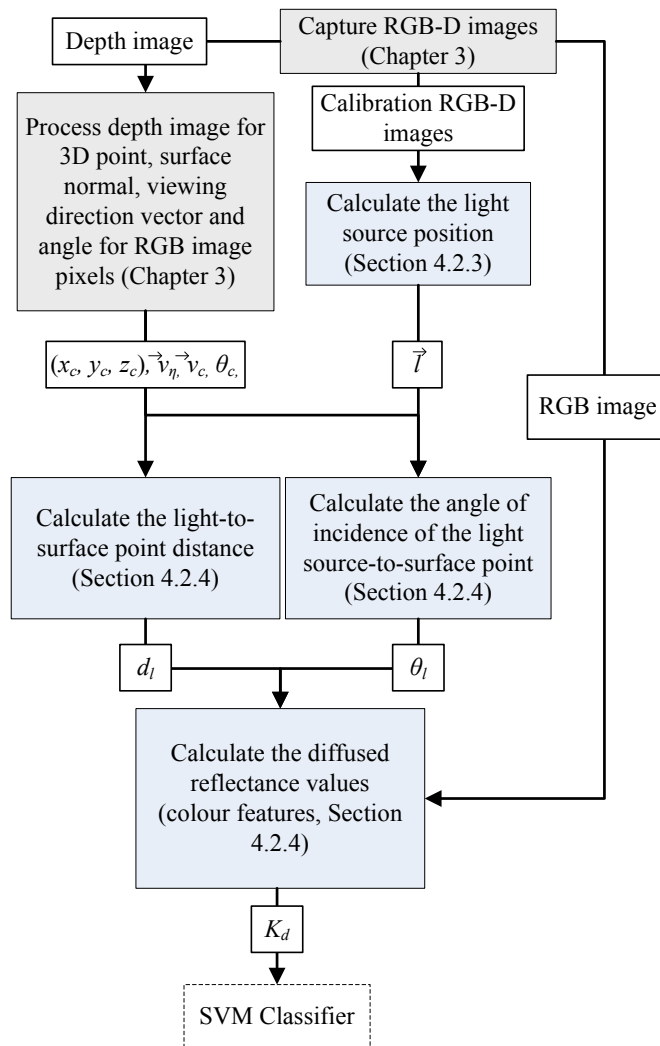 Depth image
Capture RGB-D images
(Chapter 3)
Calibration RGB-D
images
Process depth image for
3D point, surface
normal, viewing
direction vector and
angle for RGB image
pixels (Chapter 3)
Calculate the light
source position
(Section 4.2.3)
(x_c, y_c, z_c), v⃗_η, v⃗_c, θ_c,
l⃗
RGB image
Calculate the light-to-
surface point distance
(Section 4.2.4)
Calculate the angle of
incidence of the light
source-to-surface point
(Section 4.2.4)
d_l
θ_l
Calculate the diffused
reflectance values
(colour features, Section
4.2.4)
K_d
SVM Classifier